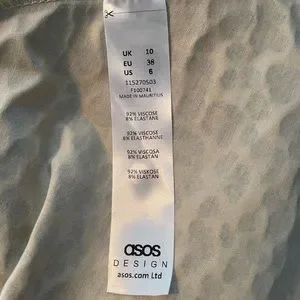 UK 10
EU 38
US 6
115270503
F100741
MADE IN MAURITIUS
92% VISCOSE
8% ELASTANE
92% VISCOSE
8% ELASTHANNE
92% VISCOSA
8% ELASTAN
92% VISKOSE
8% ELASTAN
asos
DESIGN
asos.com Ltd